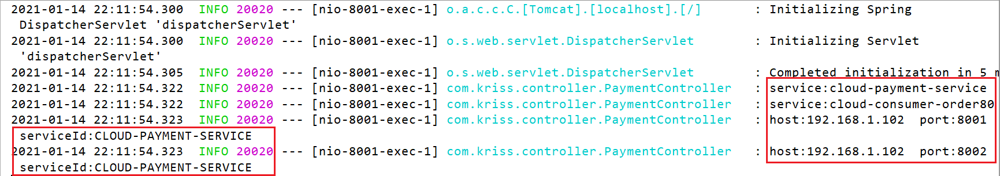 2021-01-14 22:11:54.300  INFO 20020 --- [nio-8001-exec-1] o.a.c.c.C.[Tomcat].[localhost].[/]       : Initializing Spring
DispatcherServlet 'dispatcherServlet'
2021-01-14 22:11:54.300  INFO 20020 --- [nio-8001-exec-1] o.s.web.servlet.DispatcherServlet        : Initializing Servlet
'dispatcherServlet'
2021-01-14 22:11:54.305  INFO 20020 --- [nio-8001-exec-1] o.s.web.servlet.DispatcherServlet        : Completed initialization in 5 m
2021-01-14 22:11:54.322  INFO 20020 --- [nio-8001-exec-1] com.kriss.controller.PaymentController   : service:cloud-payment-service
2021-01-14 22:11:54.322  INFO 20020 --- [nio-8001-exec-1] com.kriss.controller.PaymentController   : service:cloud-consumer-order80
2021-01-14 22:11:54.323  INFO 20020 --- [nio-8001-exec-1] com.kriss.controller.PaymentController   : host:192.168.1.102  port:8001
serviceId:CLOUD-PAYMENT-SERVICE
2021-01-14 22:11:54.323  INFO 20020 --- [nio-8001-exec-1] com.kriss.controller.PaymentController   : host:192.168.1.102  port:8002
serviceId:CLOUD-PAYMENT-SERVICE